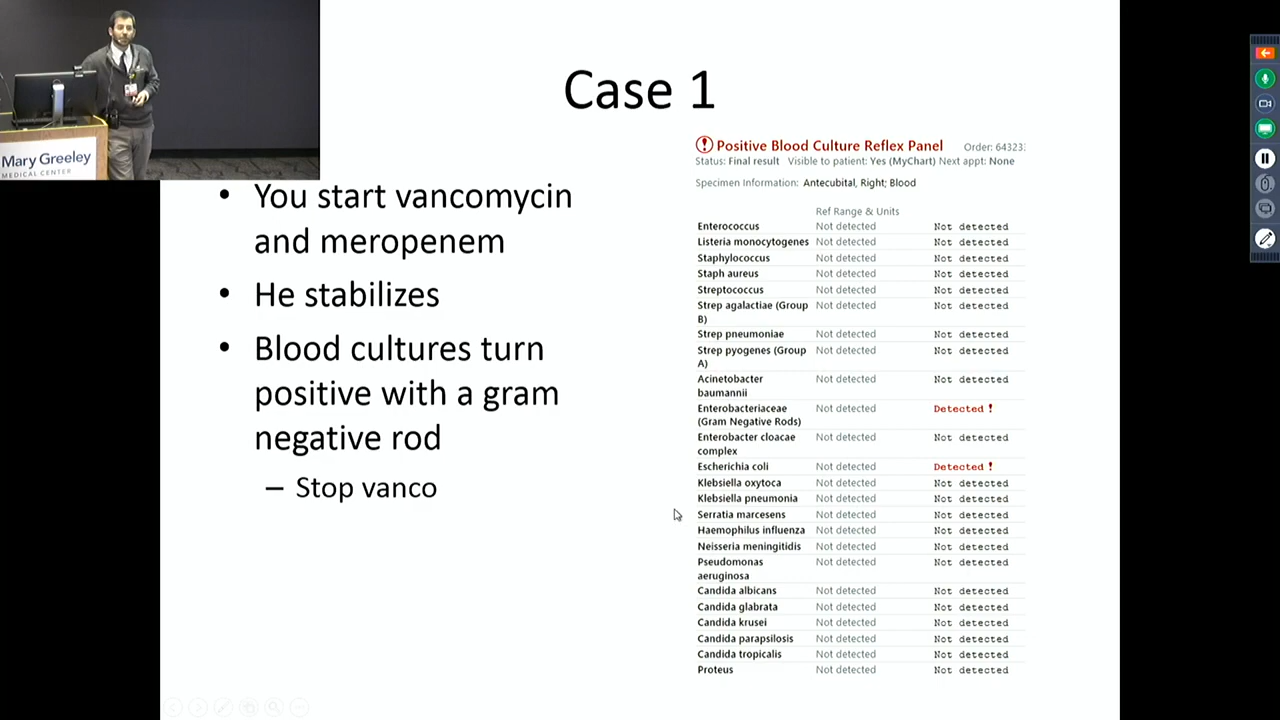 Case 1
Mary Greeley
MEDICAL CENTER
• You start vancomycin
and meropenem
• He stabilizes
• Blood cultures turn
positive with a gram
negative rod
– Stop vanco
Positive Blood Culture Reflex Panel Order: 64323
Status: Final result Visible to patient: Yes (MyChart) Next appt: None
Specimen Information: Antecubital, Right; Blood
Ref Range & Units
Enterococcus Not detected Not detected
Listeria monocytogenes Not detected Not detected
Staphylococcus Not detected Not detected
Staph aureus Not detected Not detected
Streptococcus Not detected Not detected
Strep agalactiae (Group Not detected Not detected
B)
Strep pneumoniae Not detected Not detected
Strep pyogenes (Group Not detected Not detected
A)
Acinetobacter Not detected Not detected
baumannii
Enterobacteriaceae Not detected Detected !
(Gram Negative Rods)
Enterobacter cloacae Not detected Not detected
complex
Escherichia coli Not detected Detected !
Klebsiella oxytoca Not detected Not detected
Klebsiella pneumonia Not detected Not detected
Serratia marcesens Not detected Not detected
Haemophilus influenza Not detected Not detected
Neisseria meningitidis Not detected Not detected
Pseudomonas Not detected Not detected
aeruginosa
Candida albicans Not detected Not detected
Candida glabrata Not detected Not detected
Candida krusei Not detected Not detected
Candida parapsilosis Not detected Not detected
Candida tropicalis Not detected Not detected
Proteus Not detected Not detected